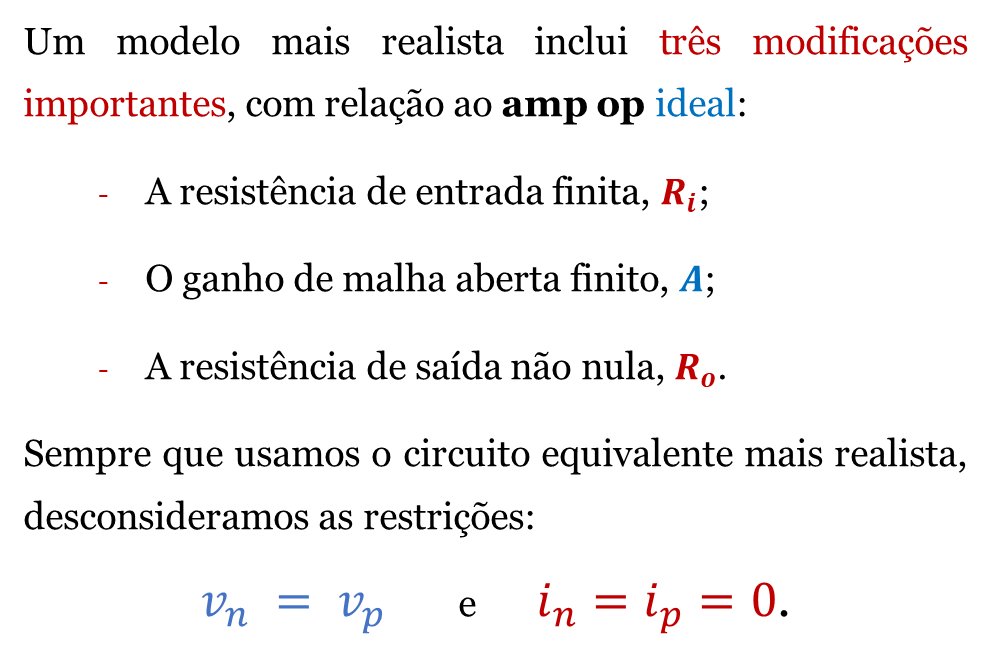 Um modelo mais realista inclui três modificações
importantes, com relação ao amp op ideal:
- A resistência de entrada finita, Rᵢ;
- O ganho de malha aberta finito, A;
- A resistência de saída não nula, Rₒ.
Sempre que usamos o circuito equivalente mais realista,
desconsideramos as restrições:
vₙ = vₚ e iₙ = iₚ = 0.